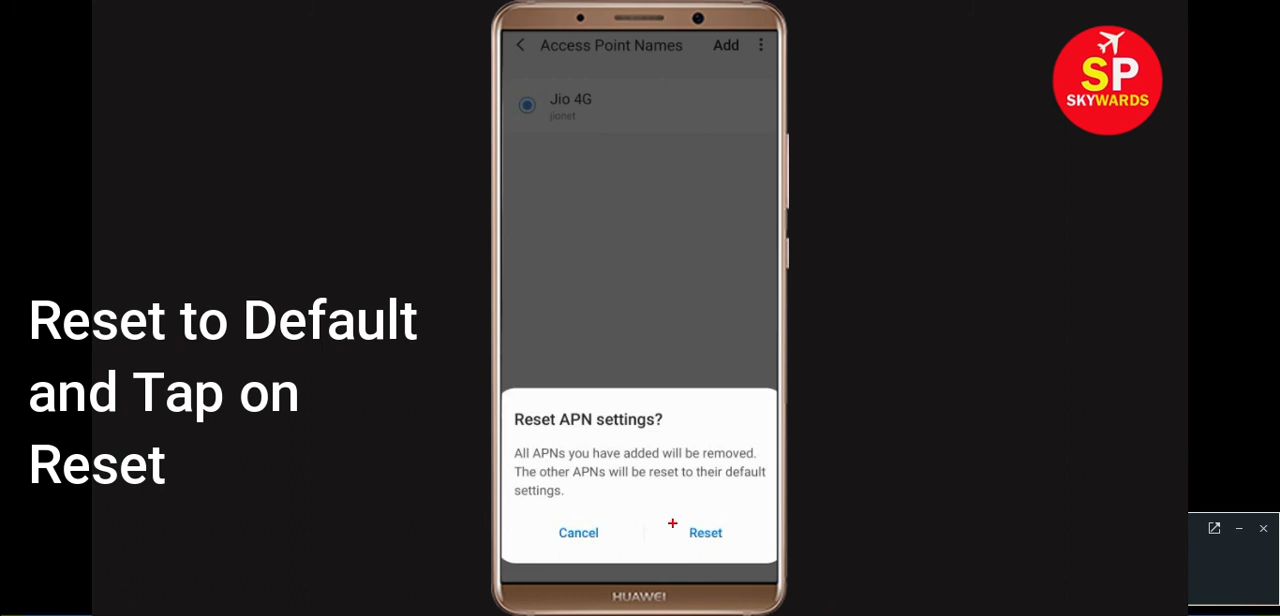 Access Point Names Add
Jio 4G
jionet
SP
SKYWARDS
Reset to Default
and Tap on
Reset
Reset APN settings?
All APNs you have added will be removed.
The other APNs will be reset to their default
settings.
Cancel Reset
HUAWEI